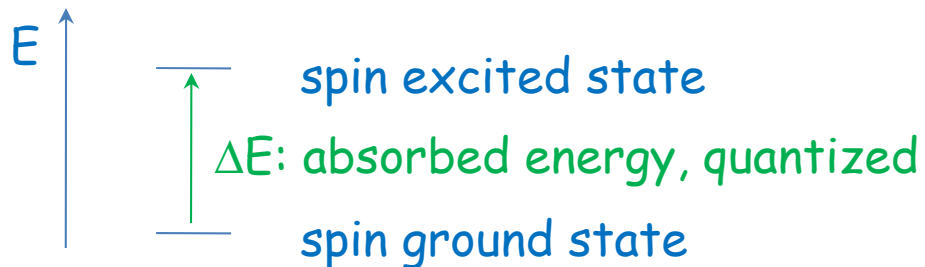 E
spin excited state
ΔE: absorbed energy, quantized
spin ground state